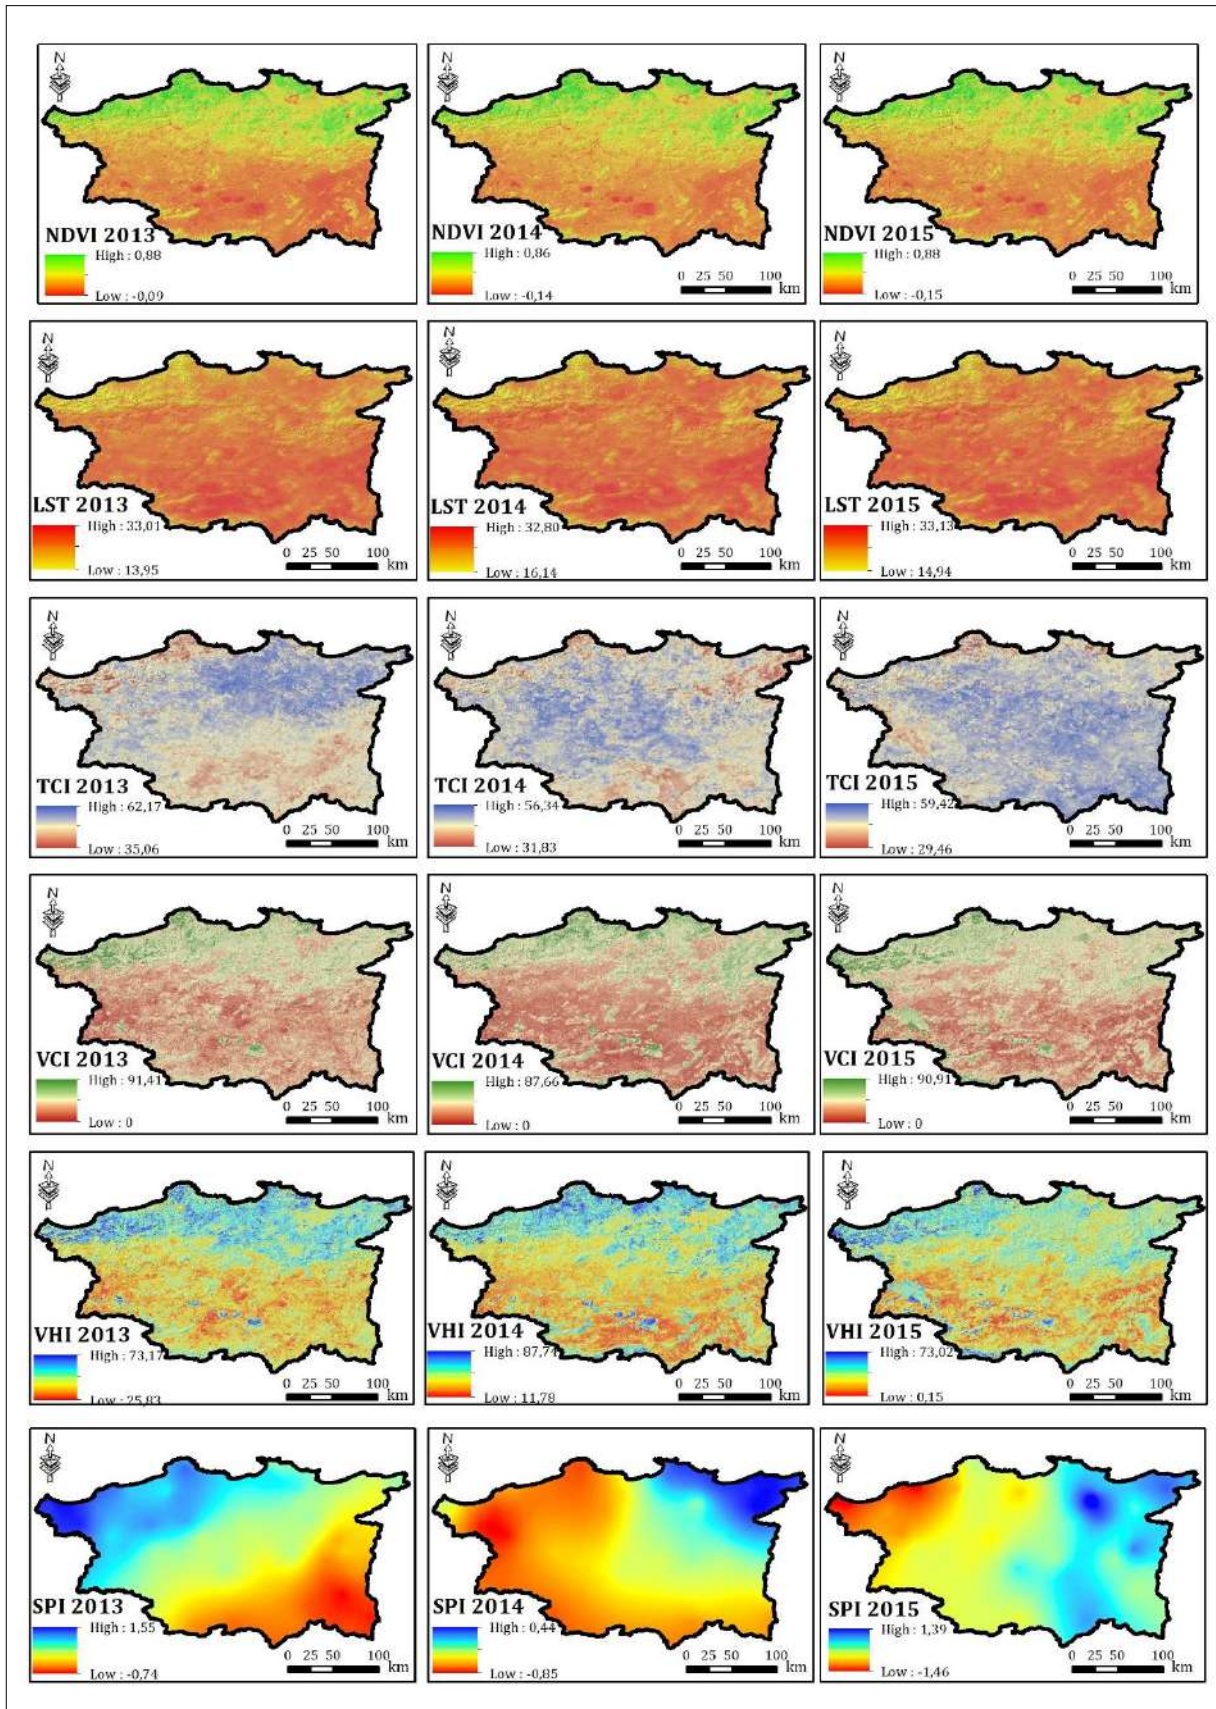 N
N
N
NDVI 2013
High : 0,88
Low : -0,09
NDVI 2014
High : 0,86
Low : -0,14
0 25 50 100
km
NDVI 2015
High : 0,88
Low : -0,15
0 25 50 100
km
N
N
N
LST 2013
High : 33,01
Low : 13,95
0 25 50 100
km
LST 2014
High : 32,80
Low : 16,14
0 25 50 100
km
LST 2015
High : 33,13
Low : 14,94
0 25 50 100
km
N
N
N
TCI 2013
High : 62,17
Low : 35,06
0 25 50 100
km
TCI 2014
High : 56,34
Low : 31,83
0 25 50 100
km
TCI 2015
High : 59,42
Low : 29,46
0 25 50 100
km
N
N
N
VCI 2013
High : 91,41
Low : 0
0 25 50 100
km
VCI 2014
High : 87,66
Low : 0
0 25 50 100
km
VCI 2015
High : 90,91
Low : 0
0 25 50 100
km
N
N
N
VHI 2013
High : 73,17
Low : 25,83
0 25 50 100
km
VHI 2014
High : 87,74
Low : 11,78
0 25 50 100
km
VHI 2015
High : 73,02
Low : 0,15
0 25 50 100
km
N
N
N
SPI 2013
High : 1,55
Low : -0,74
0 25 50 100
km
SPI 2014
High : 0,44
Low : -0,85
0 25 50 100
km
SPI 2015
High : 1,39
Low : -1,46
0 25 50 100
km